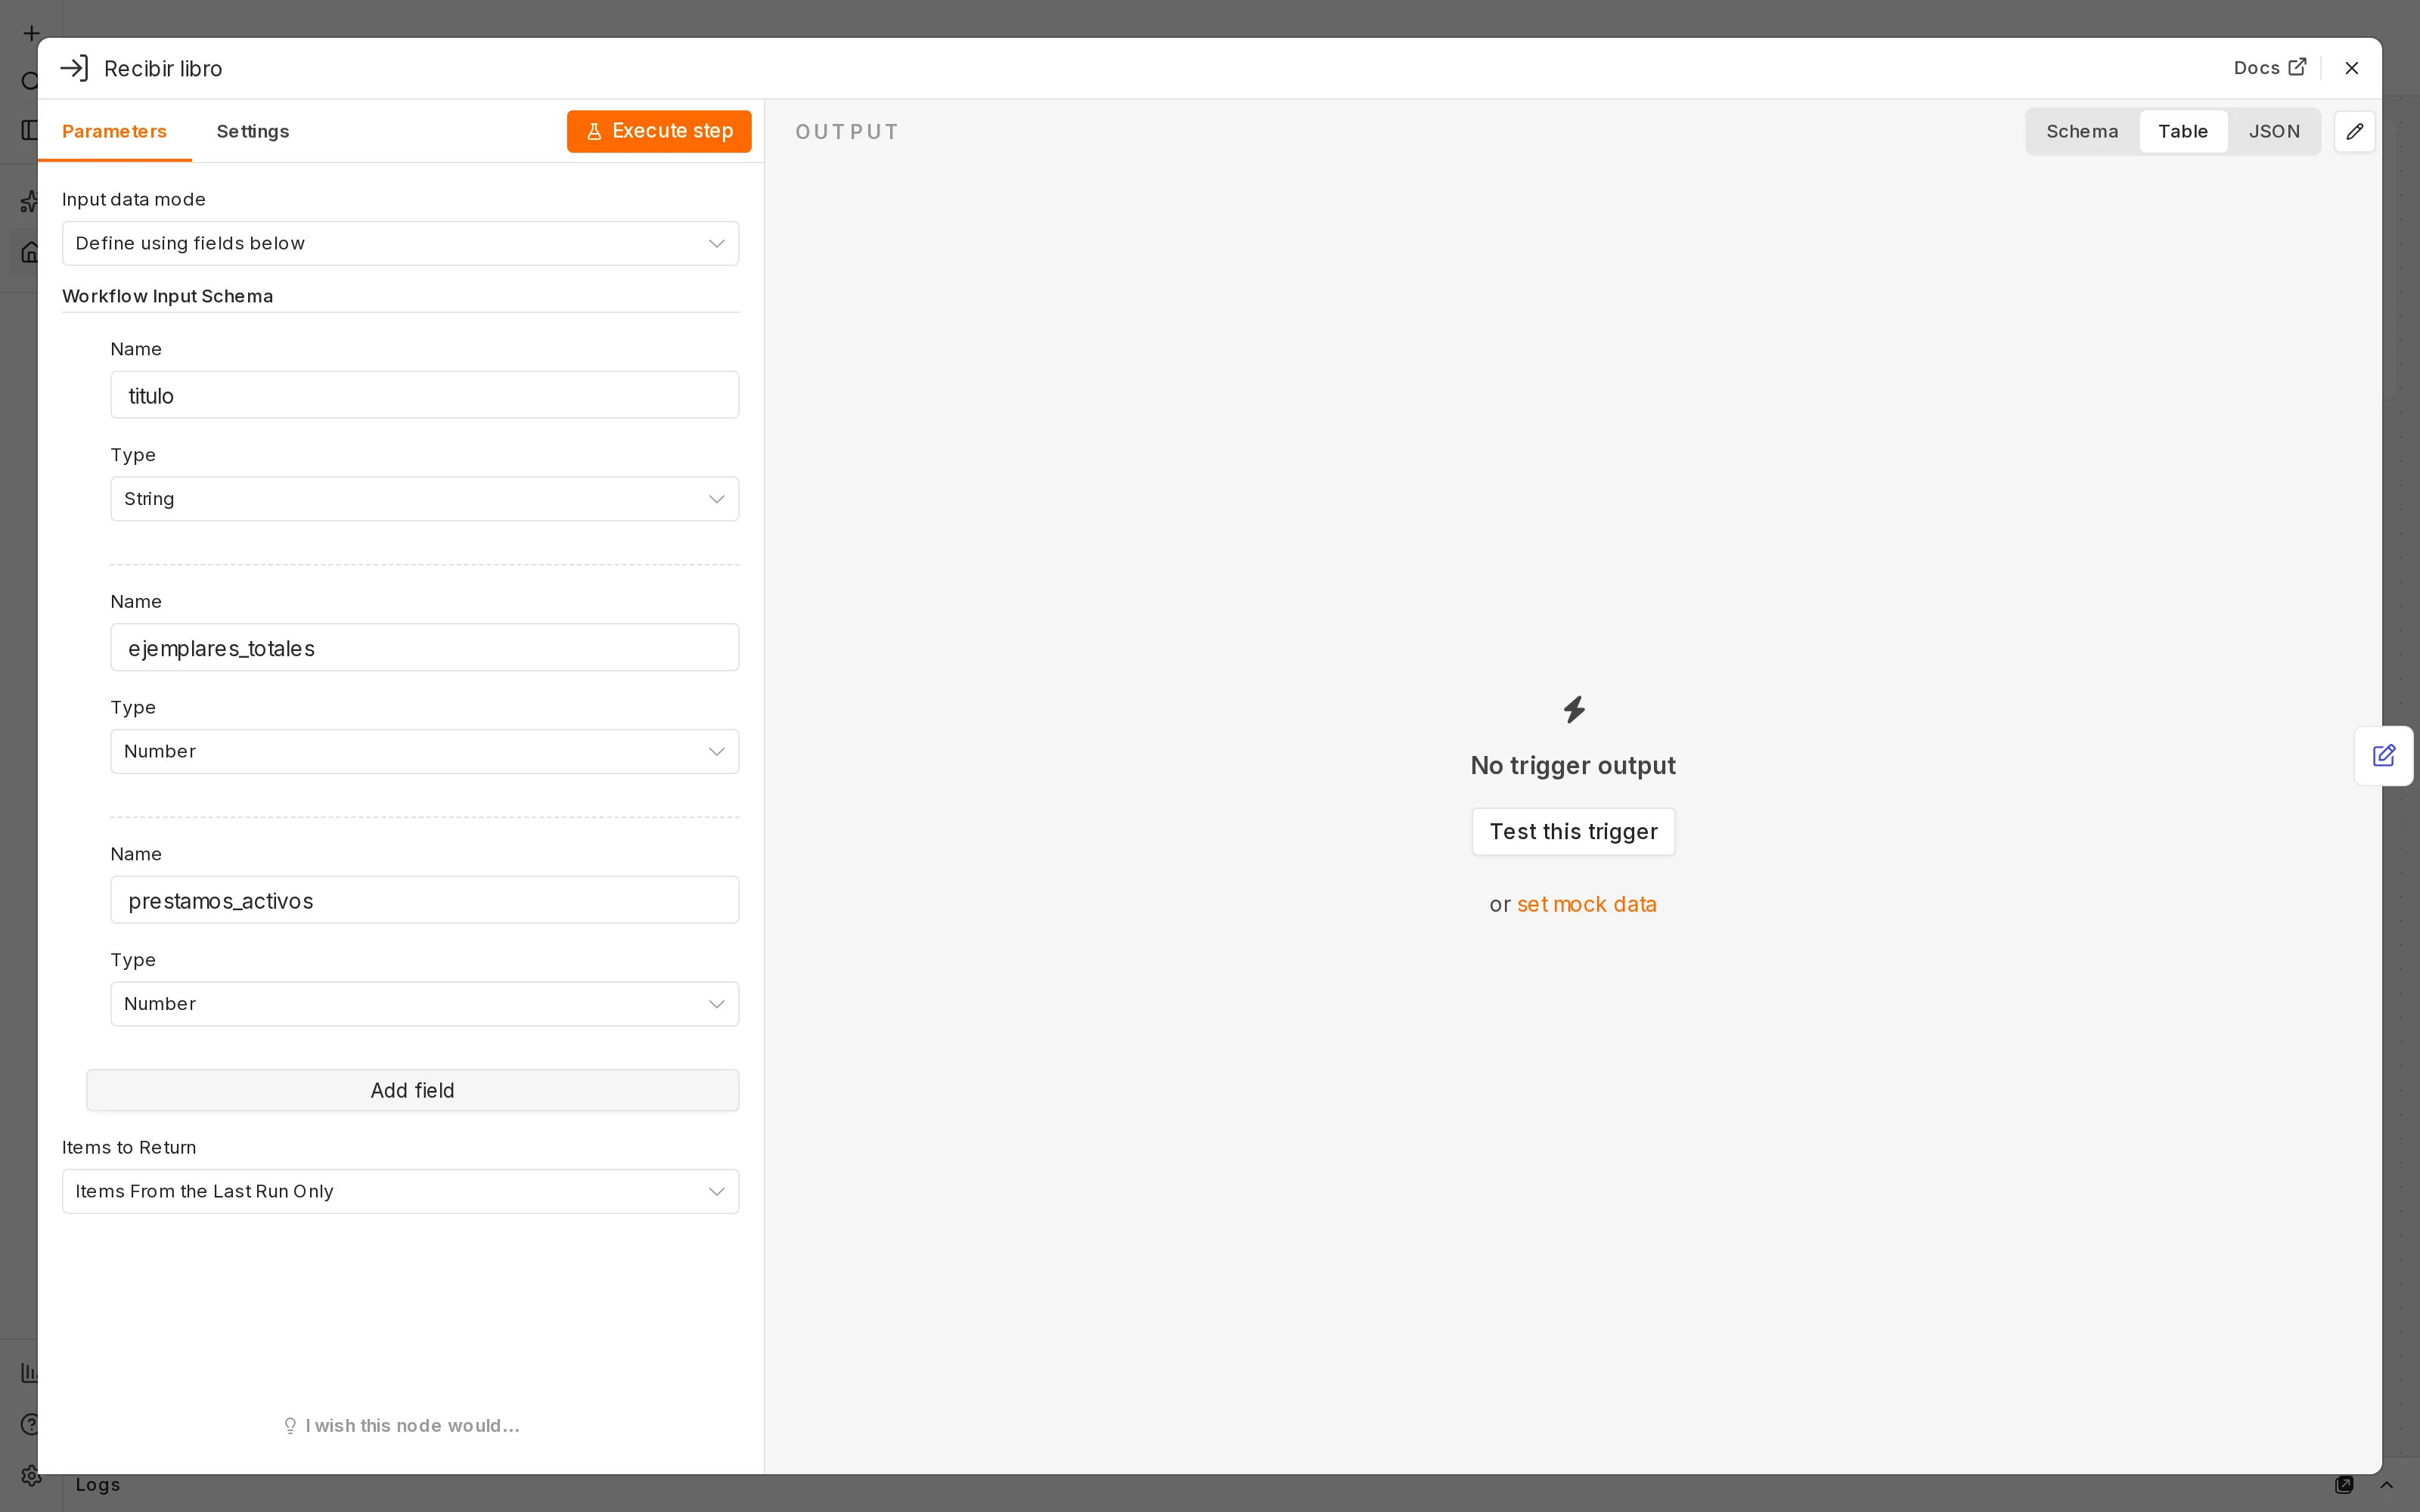 Recibir libro
Docs
Parameters
Settings
Execute step
OUTPUT
Schema
Table
JSON
Input data mode
Define using fields below
Workflow Input Schema
Name
titulo
Type
String
Name
ejemplares_totales
Type
Number
Name
prestamos_activos
Type
Number
Add field
Items to Return
Items From the Last Run Only
I wish this node would...
No trigger output
Test this trigger
or set mock data
Logs